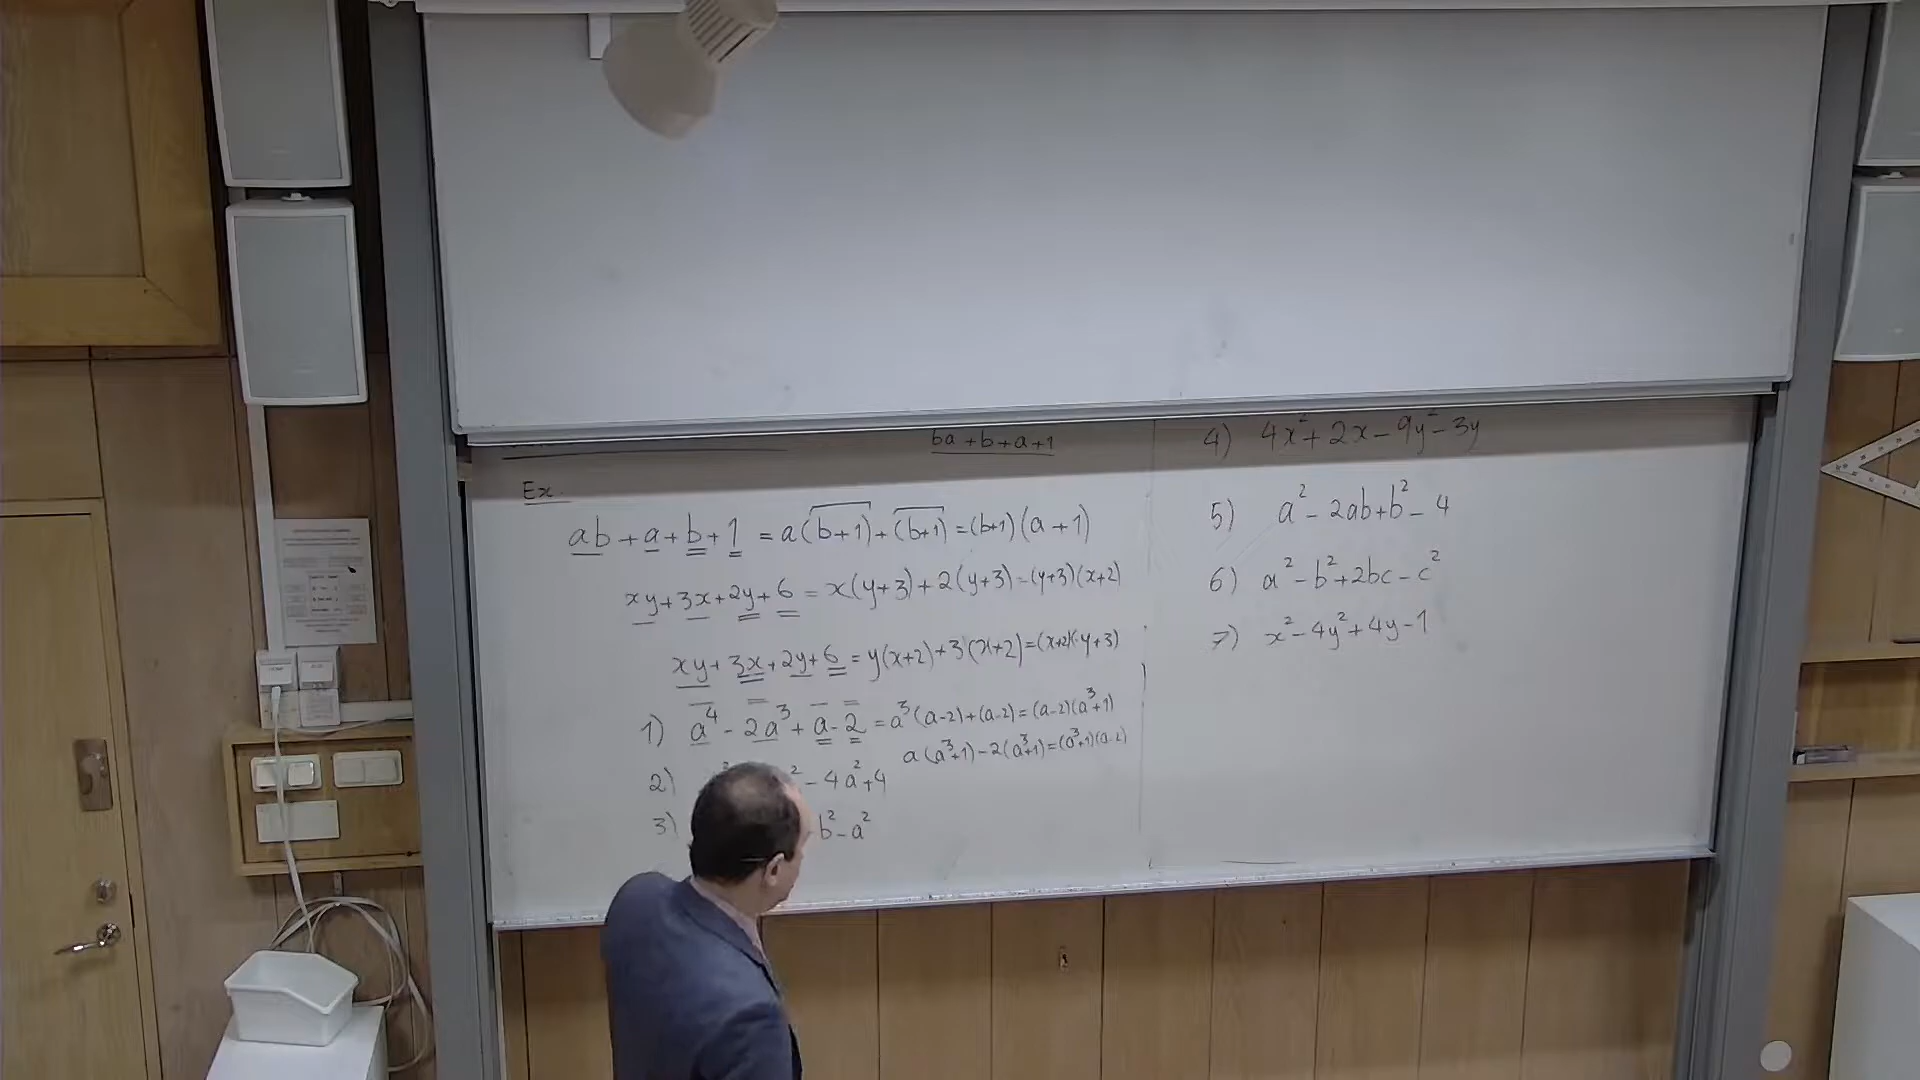 ba+b+a+1
Ex.
ab+a+b+1 = a(b+1)+(b+1)=(b+1)(a+1)
xy+3x+2y+6 = x(y+3)+2(y+3)=(y+3)(x+2)
xy+3x+2y+6 = y(x+2)+3(x+2)=(x+2)(y+3)
1) a⁴-2a³+a-2 = a³(a-2)+(a-2)=(a-2)(a³+1)
a(a³+1)-2(a³+1)=(a³+1)(a-2)
2) -4a²+4
3) b²-a²
4) 4x²+2x-9y²-3y
5) a²-2ab+b²-4
6) a²-b²+2bc-c²
7) x²-4y²+4y-1